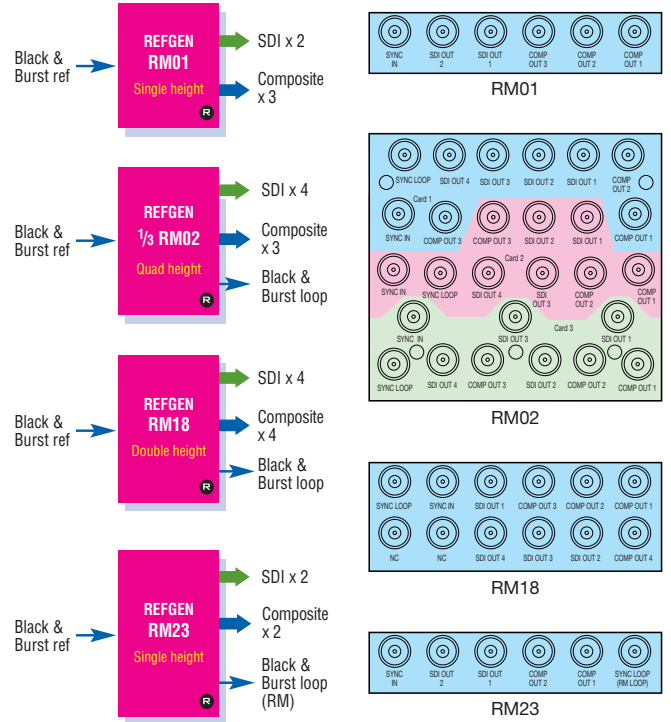 Black &
Burst ref
REFGEN
RM01
Single height
R
SDI x 2
Composite
x 3
SYNC
IN
SDI OUT
2
SDI OUT
1
COMP
OUT 3
COMP
OUT 2
COMP
OUT 1
RM01
Black &
Burst ref
REFGEN
1/3 RM02
Quad height
R
SDI x 4
Composite
x 3
Black &
Burst loop
SYNC LOOP
SDI OUT 4
SDI OUT 3
SDI OUT 2
SDI OUT 1
COMP
OUT 2
Card 1
SYNC IN
COMP OUT 3
COMP OUT 3
SDI OUT 2
SDI OUT 1
COMP OUT 1
Card 2
SYNC IN
SYNC LOOP
SDI OUT 4
SDI
OUT 3
COMP
OUT 2
COMP
OUT 1
SYNC IN
SDI OUT 3
Card 3
SDI OUT 1
SYNC LOOP
SDI OUT 4
COMP OUT 3
SDI OUT 2
COMP OUT 2
COMP OUT 1
RM02
Black &
Burst ref
REFGEN
RM18
Double height
R
SDI x 4
Composite
x 4
Black &
Burst loop
SYNC LOOP
SYNC IN
SDI OUT 1
COMP OUT 3
COMP OUT 2
COMP OUT 1
NC
NC
SDI OUT 4
SDI OUT 3
SDI OUT 2
COMP OUT 4
RM18
Black &
Burst ref
REFGEN
RM23
Single height
R
SDI x 2
Composite
x 2
Black &
Burst loop
(RM)
SYNC
IN
SDI OUT
2
SDI OUT
1
COMP
OUT 2
COMP
OUT 1
SYNC LOOP
(RM LOOP)
RM23